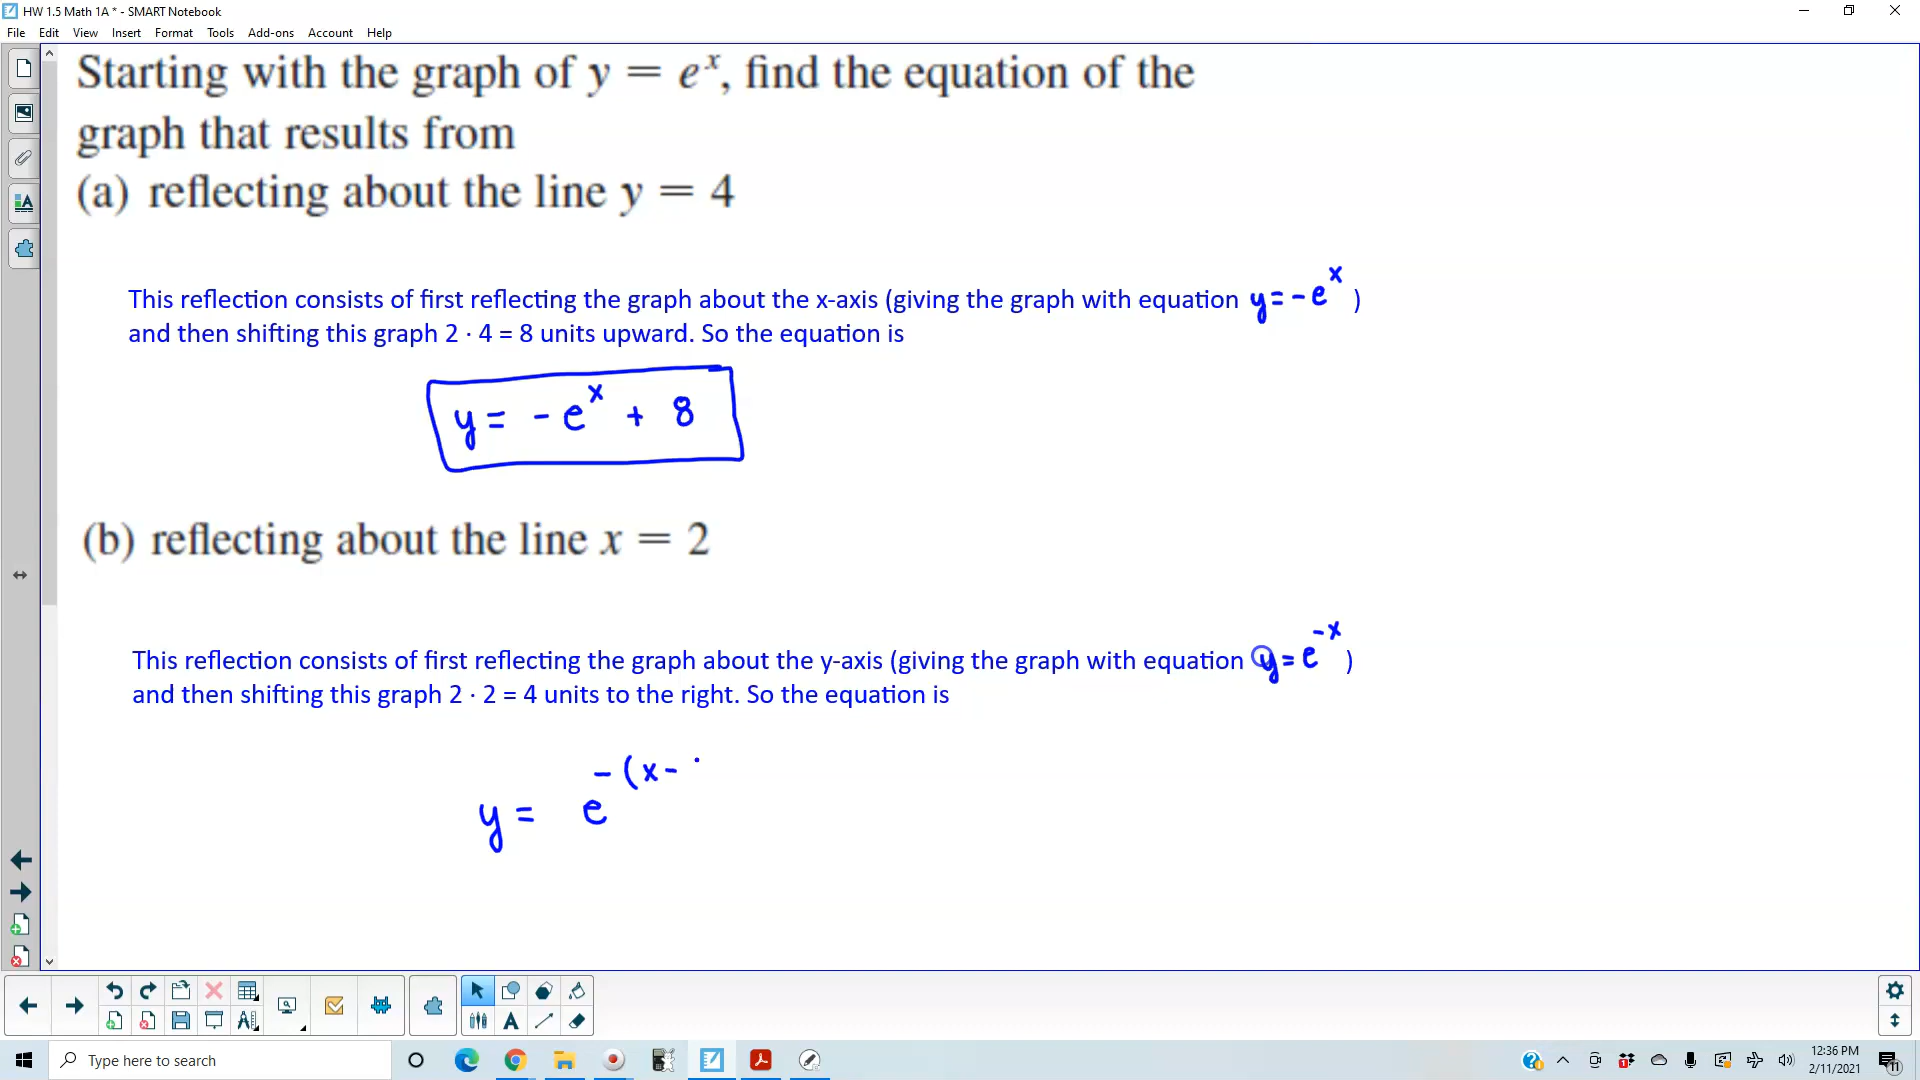 HW 1.5 Math 1A * - SMART Notebook
File Edit View Insert Format Tools Add-ons Account Help
Starting with the graph of y = eˣ, find the equation of the
graph that results from
(a) reflecting about the line y = 4
This reflection consists of first reflecting the graph about the x-axis (giving the graph with equation y = -eˣ )
and then shifting this graph 2 · 4 = 8 units upward. So the equation is
y = - eˣ + 8
(b) reflecting about the line x = 2
This reflection consists of first reflecting the graph about the y-axis (giving the graph with equation y = e⁻ˣ )
and then shifting this graph 2 · 2 = 4 units to the right. So the equation is
y = e^-(x-
Type here to search
12:36 PM
2/11/2021
11